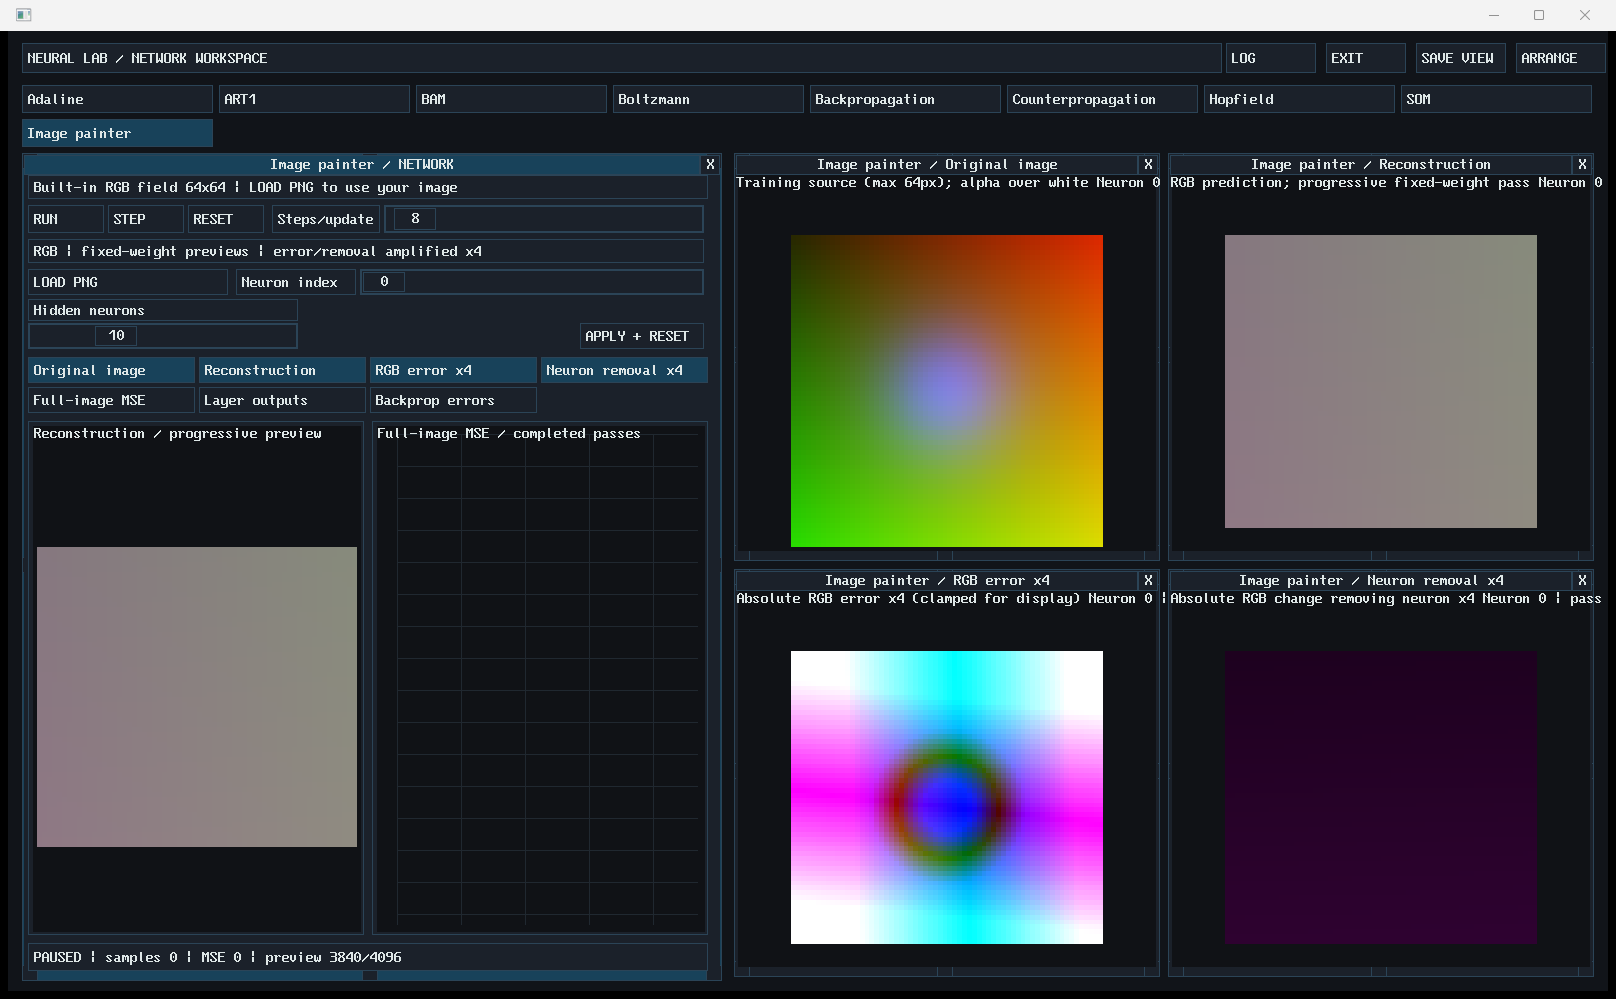 NEURAL LAB / NETWORK WORKSPACE
LOG
EXIT
SAVE VIEW
ARRANGE
Adaline
ART1
BAM
Boltzmann
Backpropagation
Counterpropagation
Hopfield
SOM
Image painter
Image painter / NETWORK
X
Built-in RGB field 64x64 ¦ LOAD PNG to use your image
RUN
STEP
RESET
Steps/update
8
RGB ¦ fixed-weight previews ¦ error/removal amplified x4
LOAD PNG
Neuron index
0
Hidden neurons
10
APPLY + RESET
Original image
Reconstruction
RGB error x4
Neuron removal x4
Full-image MSE
Layer outputs
Backprop errors
Reconstruction / progressive preview
Full-image MSE / completed passes
PAUSED ¦ samples 0 ¦ MSE 0 ¦ preview 3840/4096
Image painter / Original image
X
Training source (max 64px); alpha over white Neuron 0
Image painter / Reconstruction
X
RGB prediction; progressive fixed-weight pass Neuron 0
Image painter / RGB error x4
X
Absolute RGB error x4 (clamped for display) Neuron 0 ¦
Image painter / Neuron removal x4
X
Absolute RGB change removing neuron x4 Neuron 0 ¦ pass